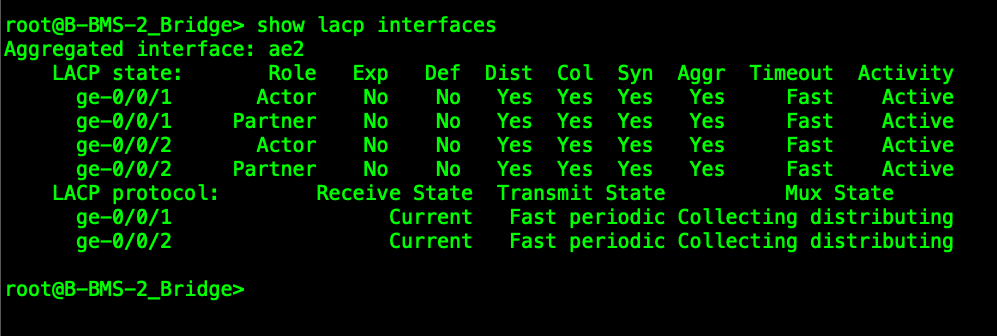 root@B-BMS-2_Bridge> show lacp interfaces
Aggregated interface: ae2
    LACP state:       Role   Exp   Def  Dist  Col  Syn  Aggr  Timeout  Activity
      ge-0/0/1       Actor    No    No   Yes  Yes  Yes   Yes     Fast    Active
      ge-0/0/1     Partner    No    No   Yes  Yes  Yes   Yes     Fast    Active
      ge-0/0/2       Actor    No    No   Yes  Yes  Yes   Yes     Fast    Active
      ge-0/0/2     Partner    No    No   Yes  Yes  Yes   Yes     Fast    Active
    LACP protocol:        Receive State  Transmit State          Mux State
      ge-0/0/1                  Current   Fast periodic Collecting distributing
      ge-0/0/2                  Current   Fast periodic Collecting distributing
root@B-BMS-2_Bridge>